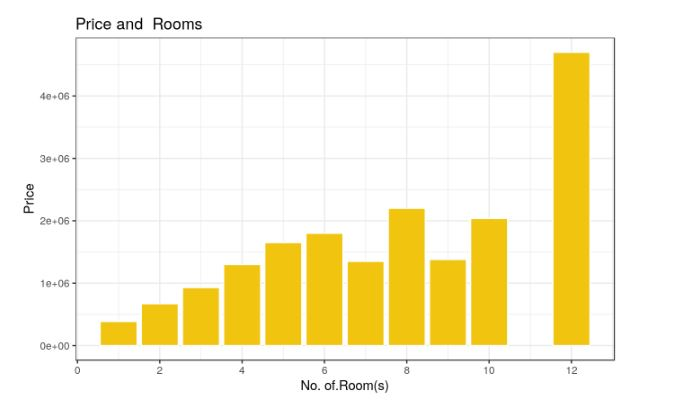 Price and  Rooms
Price
4e+06
3e+06
2e+06
1e+06
0e+00
0 2 4 6 8 10 12
No. of.Room(s)